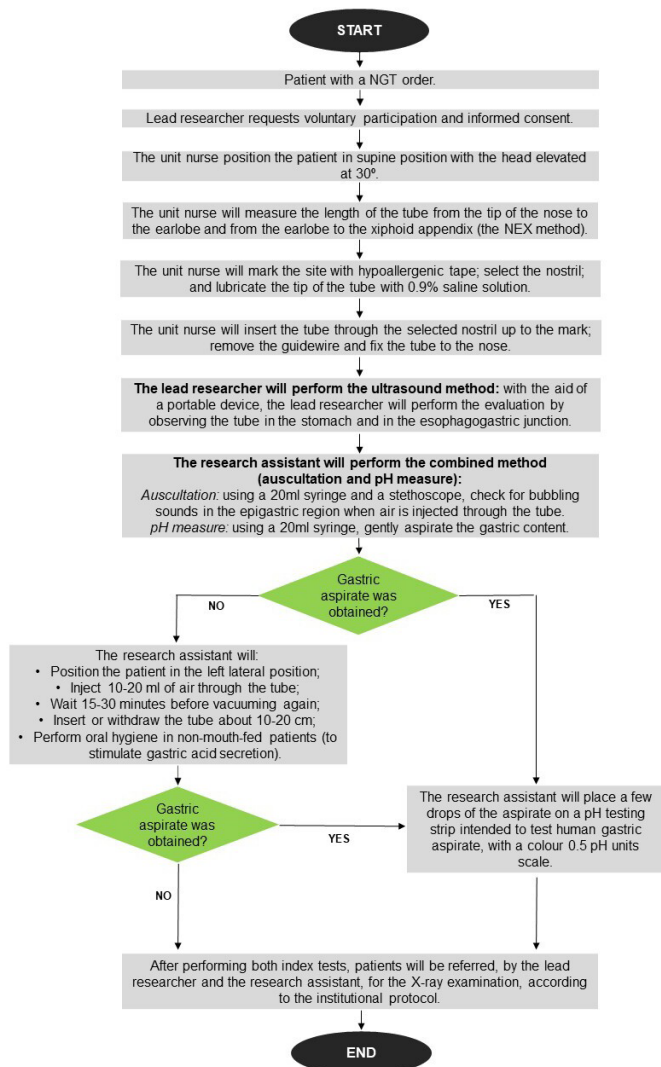 START
Patient with a NGT order.
Lead researcher requests voluntary participation and informed consent.
The unit nurse position the patient in supine position with the head elevated
at 30º.
The unit nurse will measure the length of the tube from the tip of the nose to
the earlobe and from the earlobe to the xiphoid appendix (the NEX method).
The unit nurse will mark the site with hypoallergenic tape; select the nostril;
and lubricate the tip of the tube with 0.9% saline solution.
The unit nurse will insert the tube through the selected nostril up to the mark;
remove the guidewire and fix the tube to the nose.
The lead researcher will perform the ultrasound method: with the aid of
a portable device, the lead researcher will perform the evaluation by
observing the tube in the stomach and in the esophagogastric junction.
The research assistant will perform the combined method
(auscultation and pH measure):
Auscultation: using a 20ml syringe and a stethoscope, check for bubbling
sounds in the epigastric region when air is injected through the tube.
pH measure: using a 20ml syringe, gently aspirate the gastric content.
Gastric
aspirate was
obtained?
NO
YES
The research assistant will:
• Position the patient in the left lateral position;
• Inject 10-20 ml of air through the tube;
• Wait 15-30 minutes before vacuuming again;
• Insert or withdraw the tube about 10-20 cm;
• Perform oral hygiene in non-mouth-fed patients (to
stimulate gastric acid secretion).
Gastric
aspirate was
obtained?
YES
NO
The research assistant will place a few
drops of the aspirate on a pH testing
strip intended to test human gastric
aspirate, with a colour 0.5 pH units
scale.
After performing both index tests, patients will be referred, by the lead
researcher and the research assistant, for the X-ray examination, according
to the institutional protocol.
END